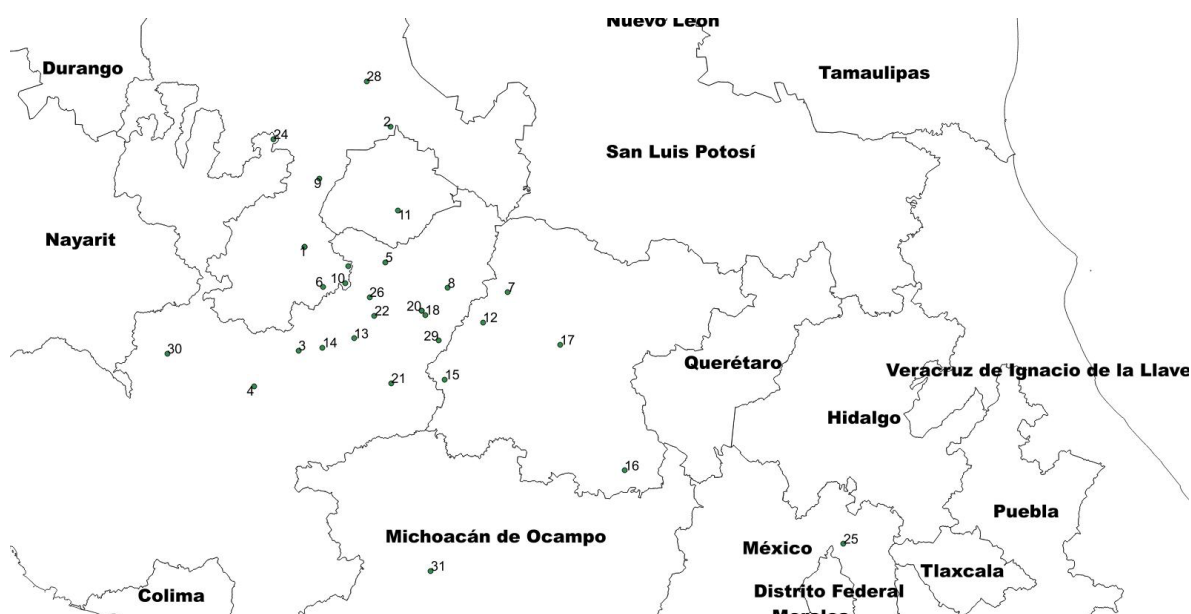 Nuevo León
Durango
Tamaulipas
28
2
24
San Luis Potosí
9
11
Nayarit
1
5
6
10
8
7
26
20
18
22
12
13
29
17
3
14
30
Querétaro
Veracruz de Ignacio de la Llave
15
21
4
Hidalgo
16
Puebla
Michoacán de Ocampo
México
25
31
Tlaxcala
Colima
Distrito Federal
Morelos